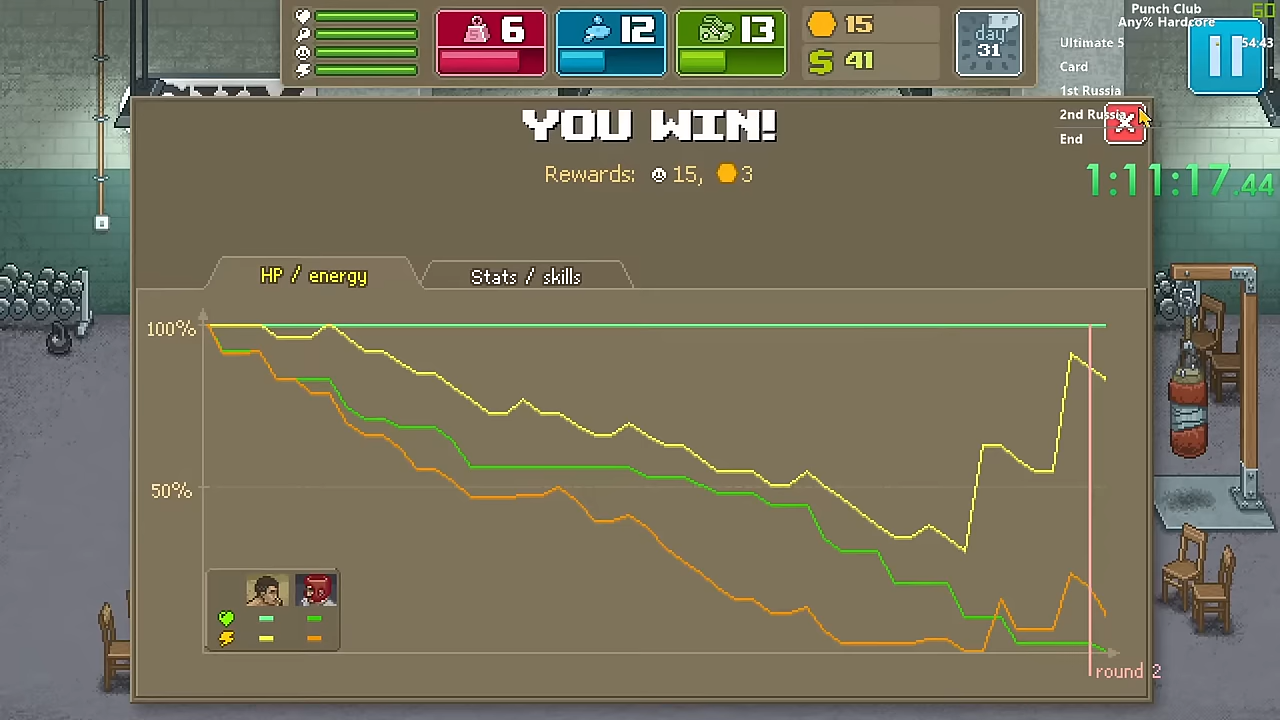 6
12
13
15
$ 41
day
31
Punch Club
Any% Hardcore
60
Ultimate 5
54:43
Card
1st Russia
2nd Russia
End
1:11:17.44
YOU WIN!
Rewards: 15, 3
HP / energy
Stats / skills
100%
50%
round 2